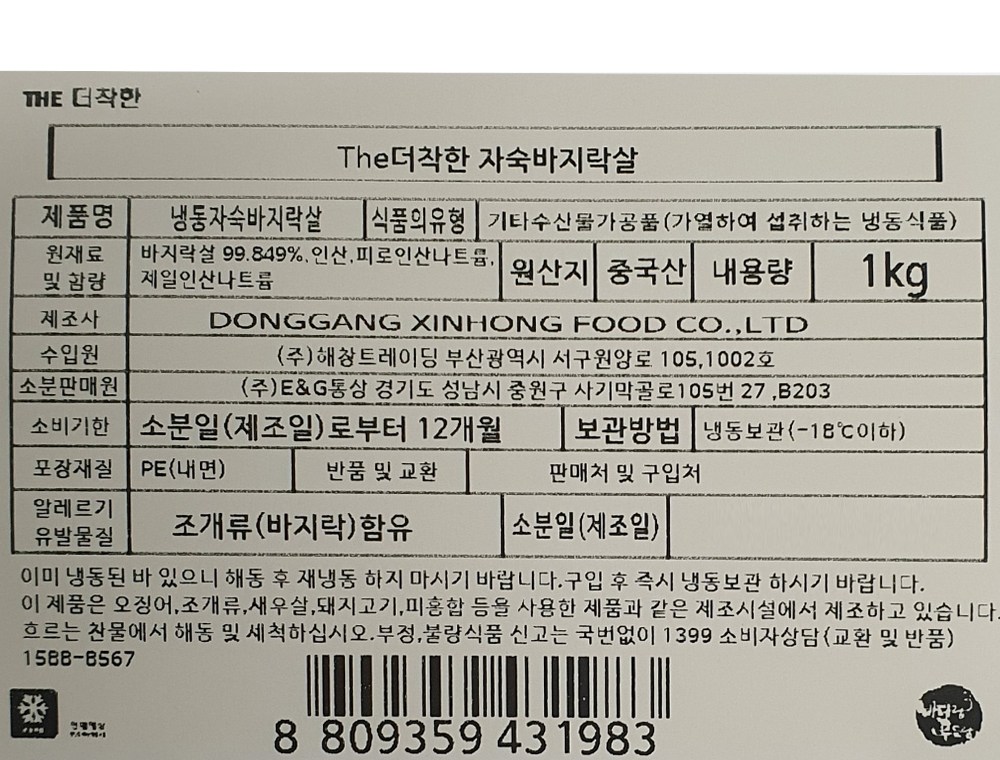 THE 더착한
The더착한 자숙바지락살
제품명 냉동자숙바지락살 식품의유형 기타수산물가공품(가열하여 섭취하는 냉동식품)
원재료 및 함량 바지락살 99.849%,인산,피로인산나트륨, 제일인산나트륨 원산지 중국산 내용량 1kg
제조사 DONGGANG XINHONG FOOD CO.,LTD
수입원 (주)해창트레이딩 부산광역시 서구원양로 105,1002호
소분판매원 (주)E&G통상 경기도 성남시 중원구 사기막골로105번 27 ,B203
소비기한 소분일(제조일)로부터 12개월 보관방법 냉동보관(-18℃이하)
포장재질 PE(내면) 반품 및 교환 판매처 및 구입처
알레르기 유발물질 조개류(바지락)함유 소분일(제조일)
이미 냉동된 바 있으니 해동 후 재냉동 하지 마시기 바랍니다.구입 후 즉시 냉동보관 하시기 바랍니다.
이 제품은 오징어,조개류,새우살,돼지고기,피홍합 등을 사용한 제품과 같은 제조시설에서 제조하고 있습니다.
흐르는 찬물에서 해동 및 세척하십시오.부정,불량식품 신고는 국번없이 1399 소비자상담(교환 및 반품)
1588-8567
8 809359 431983